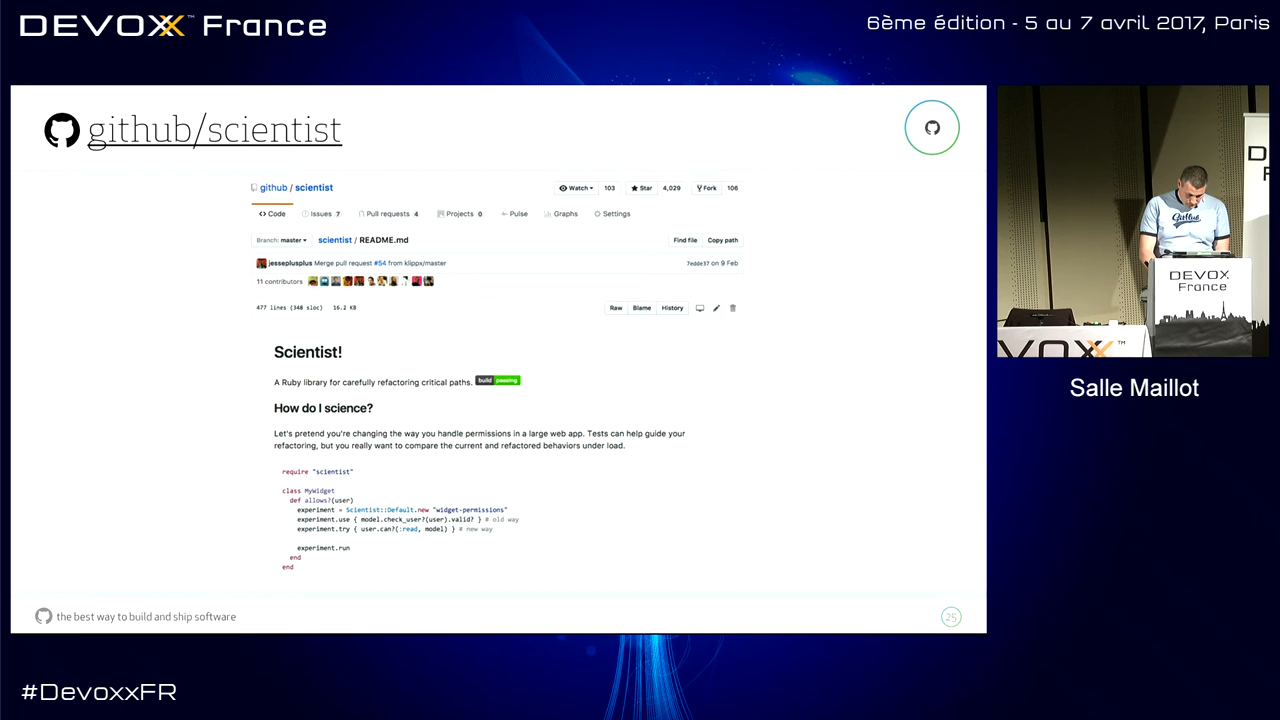 DEVOXX™ France
6ème édition - 5 au 7 avril 2017, Paris
github/scientist
github / scientist
Watch 103 Star 4,029 Fork 106
Code Issues 7 Pull requests 4 Projects 0 Pulse Graphs Settings
Branch: master scientist / README.md Find file Copy path
jesseplusplus Merge pull request #54 from klippx/master 7edde37 on 9 Feb
11 contributors
477 lines (348 sloc) 16.2 KB Raw Blame History
Scientist!
A Ruby library for carefully refactoring critical paths. build passing
How do I science?
Let's pretend you're changing the way you handle permissions in a large web app. Tests can help guide your
refactoring, but you really want to compare the current and refactored behaviors under load.
require "scientist"
class MyWidget
def allows?(user)
experiment = Scientist::Default.new "widget-permissions"
experiment.use { model.check_user?(user).valid? } # old way
experiment.try { user.can?(:read, model) } # new way
experiment.run
end
end
the best way to build and ship software
25
DEVOX
France
VOXX™
Salle Maillot
#DevoxxFR